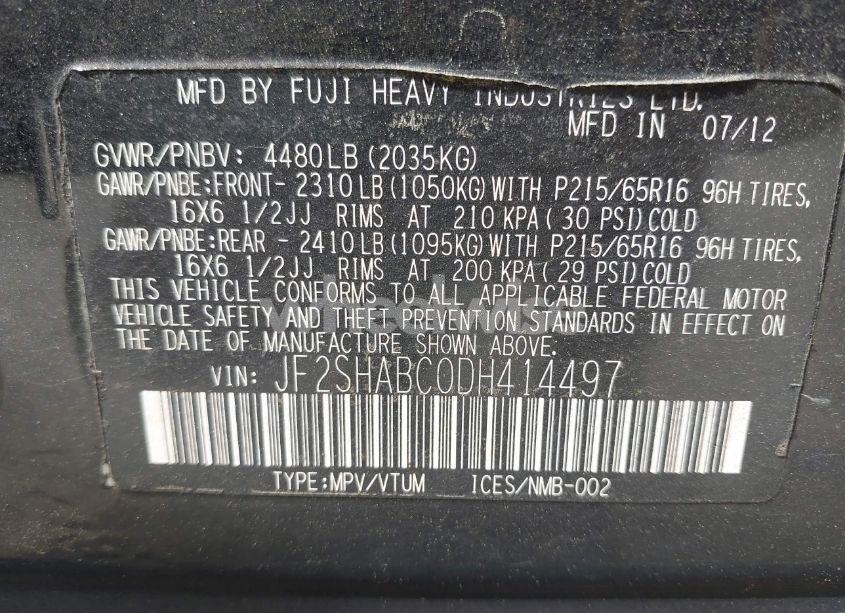 MFD BY FUJI HEAVY INDUSTRIES LTD.
MFD IN 07/12
GVWR/PNBV: 4480LB (2035KG)
GAWR/PNBE:FRONT- 2310LB (1050KG) WITH P215/65R16 96H TIRES,
16X6 1/2JJ RIMS AT 210 KPA ( 30 PSI) COLD
GAWR/PNBE:REAR - 2410LB (1095KG) WITH P215/65R16 96H TIRES,
16X6 1/2JJ RIMS AT 200 KPA ( 29 PSI) COLD
THIS VEHICLE CONFORMS TO ALL APPLICABLE FEDERAL MOTOR
VEHICLE SAFETY AND THEFT PREVENTION STANDARDS IN EFFECT ON
THE DATE OF MANUFACTURE SHOWN ABOVE.
VIN: JF2SHABC0DH414497
TYPE:MPV/VTUM ICES/NMB-002